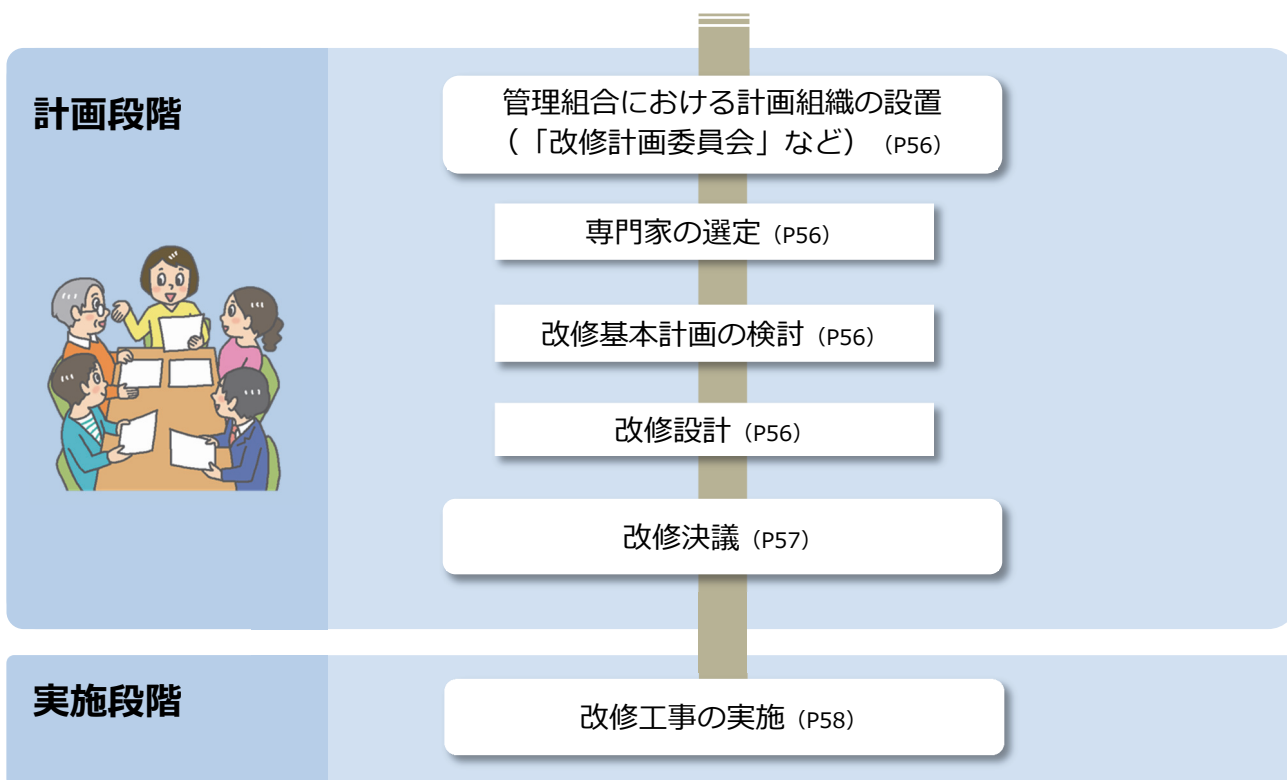 計画段階
管理組合における計画組織の設置
（「改修計画委員会」など）（P56）
専門家の選定（P56）
改修基本計画の検討（P56）
改修設計（P56）
改修決議（P57）
実施段階
改修工事の実施（P58）